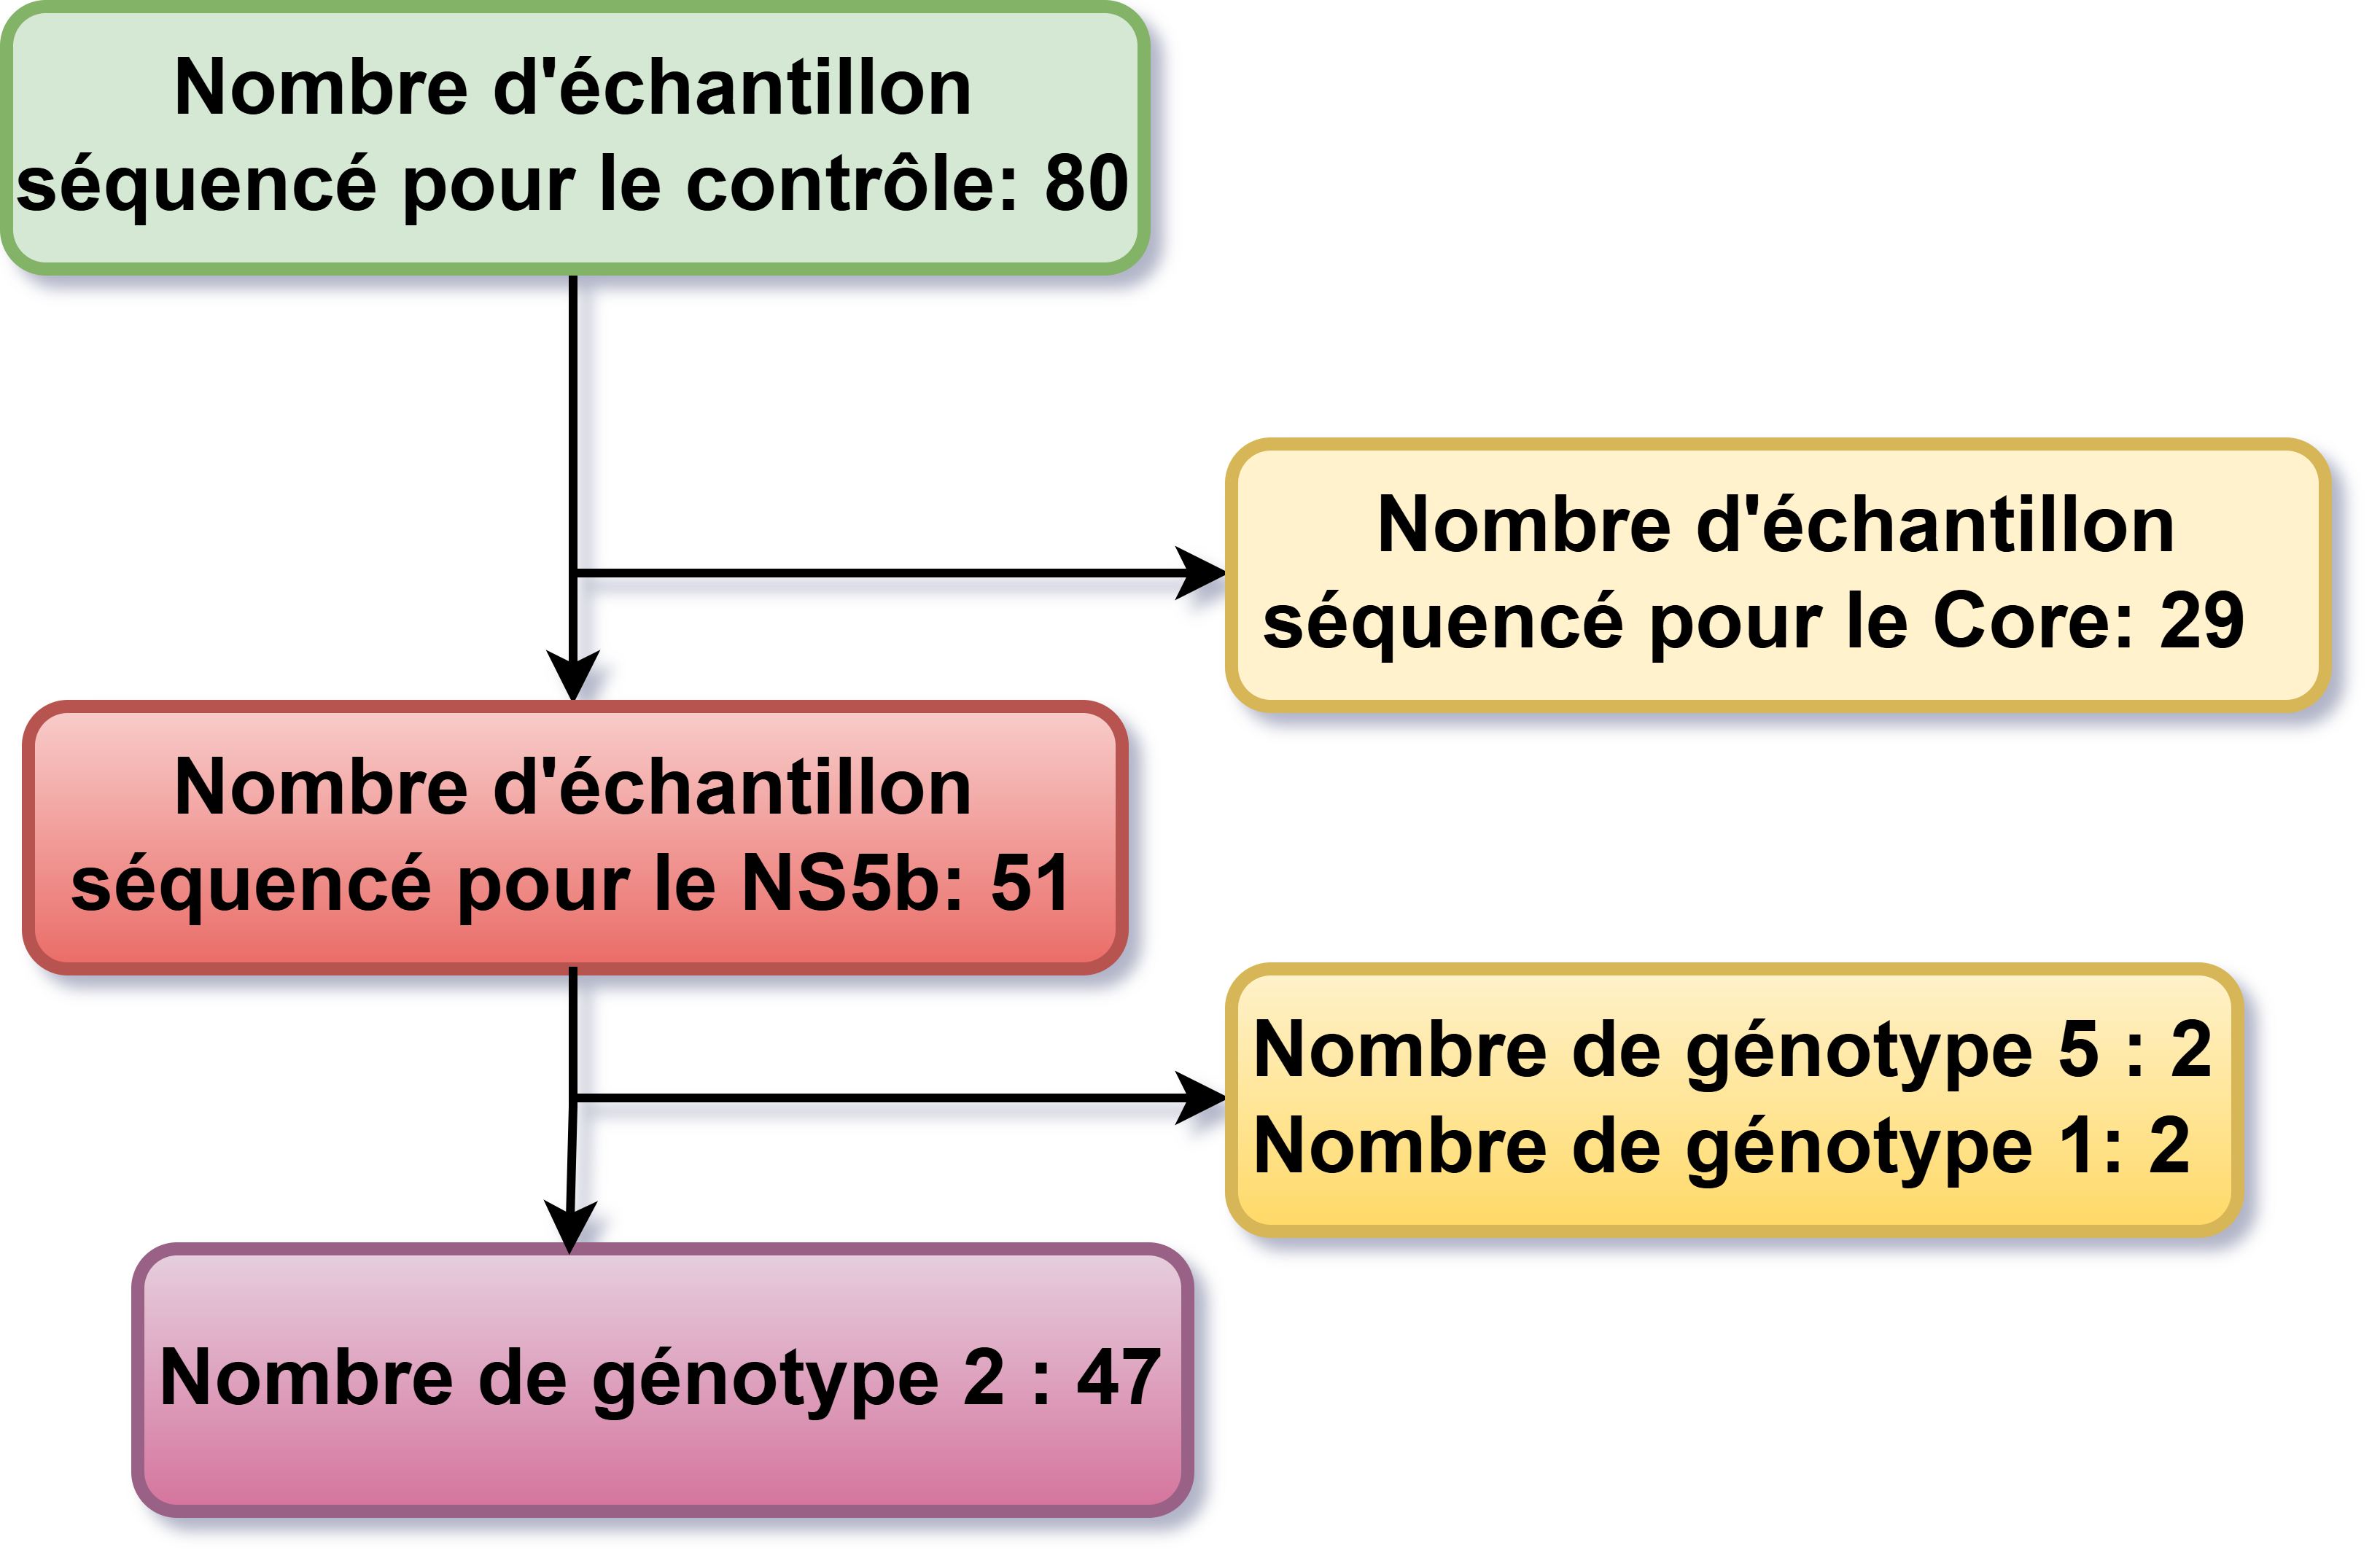 Nombre d'échantillon
séquencé pour le contrôle: 80
Nombre d'échantillon
séquencé pour le Core: 29
Nombre d'échantillon
séquencé pour le NS5b: 51
Nombre de génotype 5 : 2
Nombre de génotype 1: 2
Nombre de génotype 2 : 47